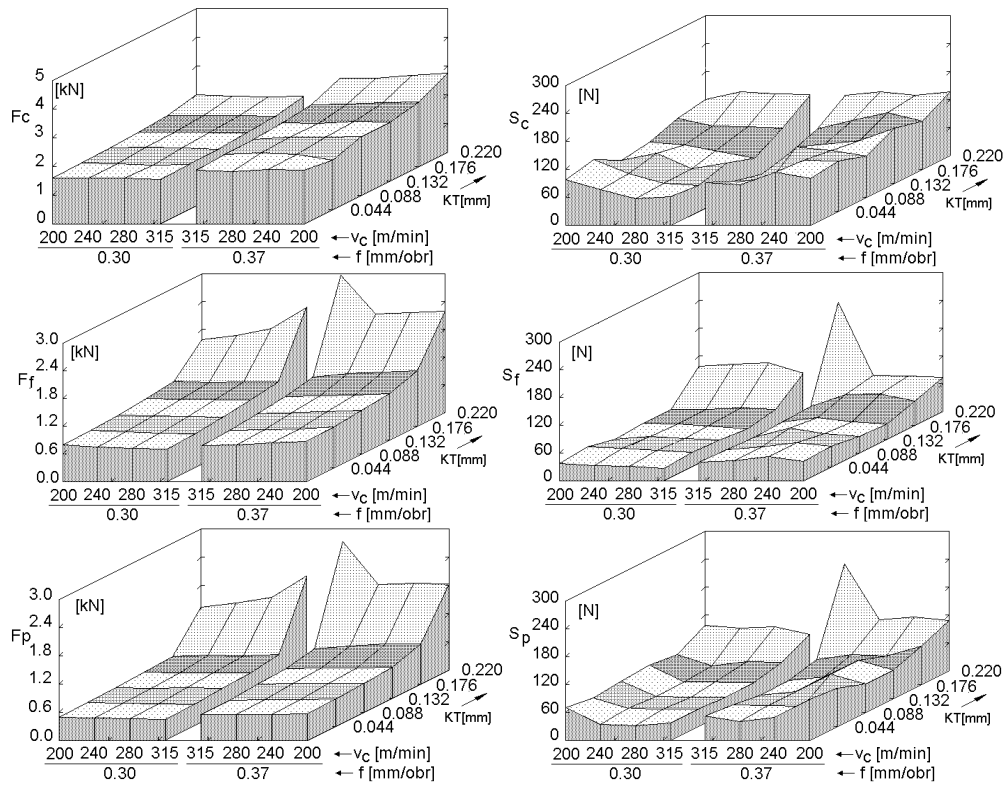 5 [kN]
Fc 4
3
2
1
0
200 240 280 315 315 280 240 200 ←vc [m/min]
0.30 0.37 ← f [mm/obr]
0.044 0.088 0.132 0.176 0.220
KT[mm]
300 [N]
Sc 240
180
120
60
0
200 240 280 315 315 280 240 200 ←vc [m/min]
0.30 0.37 ← f [mm/obr]
0.044 0.088 0.132 0.176 0.220
KT[mm]
3.0 [kN]
2.4
Ff 1.8
1.2
0.6
0.0
200 240 280 315 315 280 240 200 ←vc [m/min]
0.30 0.37 ← f [mm/obr]
0.044 0.088 0.132 0.176 0.220
KT[mm]
300 [N]
240
Sf 180
120
60
0
200 240 280 315 315 280 240 200 ←vc [m/min]
0.30 0.37 ← f [mm/obr]
0.044 0.088 0.132 0.176 0.220
KT[mm]
3.0 [kN]
2.4
Fp 1.8
1.2
0.6
0.0
200 240 280 315 315 280 240 200 ←vc [m/min]
0.30 0.37 ← f [mm/obr]
0.044 0.088 0.132 0.176 0.220
KT[mm]
300 [N]
240
Sp 180
120
60
0
200 240 280 315 315 280 240 200 ←vc [m/min]
0.30 0.37 ← f [mm/obr]
0.044 0.088 0.132 0.176 0.220
KT[mm]